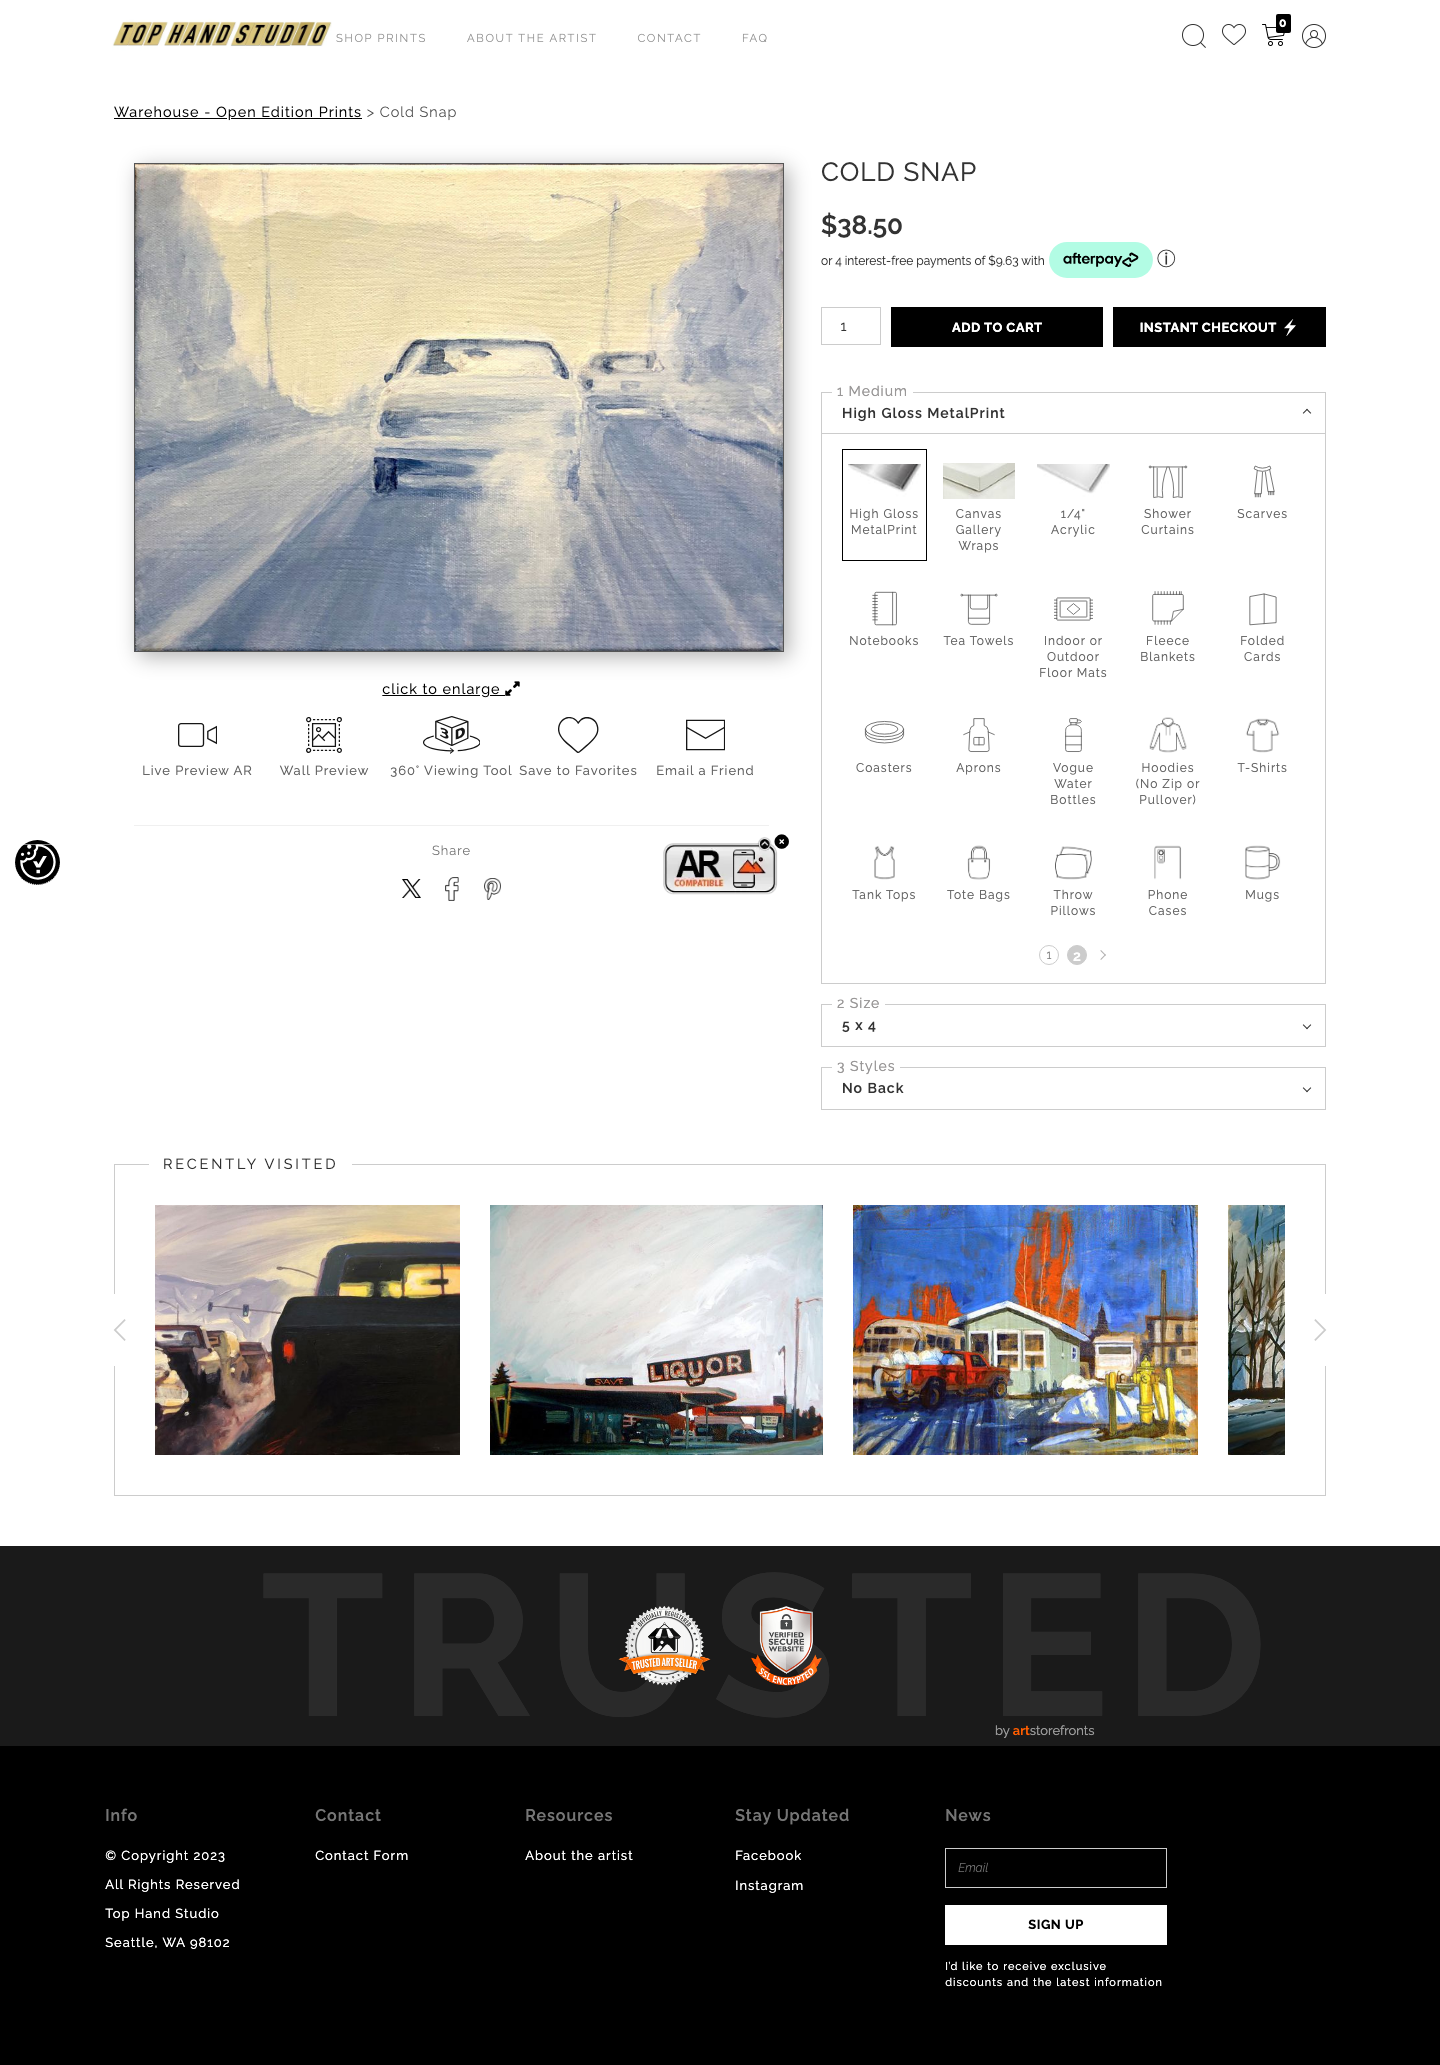 TOP HAND STUD10
SHOP PRINTS
ABOUT THE ARTIST
CONTACT
FAQ
0
Warehouse - Open Edition Prints > Cold Snap
COLD SNAP
$38.50
or 4 interest-free payments of $9.63 with afterpay
1
ADD TO CART
INSTANT CHECKOUT
1 Medium
High Gloss MetalPrint
High Gloss
MetalPrint
Canvas
Gallery
Wraps
1/4"
Acrylic
Shower
Curtains
Scarves
Notebooks
Tea Towels
Indoor or
Outdoor
Floor Mats
Fleece
Blankets
Folded
Cards
Coasters
Aprons
Vogue
Water
Bottles
Hoodies
(No Zip or
Pullover)
T-Shirts
Tank Tops
Tote Bags
Throw
Pillows
Phone
Cases
Mugs
1
2
2 Size
5 x 4
3 Styles
No Back
click to enlarge
3D
Live Preview AR
Wall Preview
360° Viewing Tool
Save to Favorites
Email a Friend
Share
AR
COMPATIBLE
RECENTLY VISITED
SAVE
LIQUOR
TRUSTED
OFFICIALLY REGISTERED
TRUSTED ART SELLER
VERIFIED
SECURE
WEBSITE
SSL ENCRYPTED
by artstorefronts
Info
© Copyright 2023
All Rights Reserved
Top Hand Studio
Seattle, WA 98102
Contact
Contact Form
Resources
About the artist
Stay Updated
Facebook
Instagram
News
Email
SIGN UP
I'd like to receive exclusive
discounts and the latest information